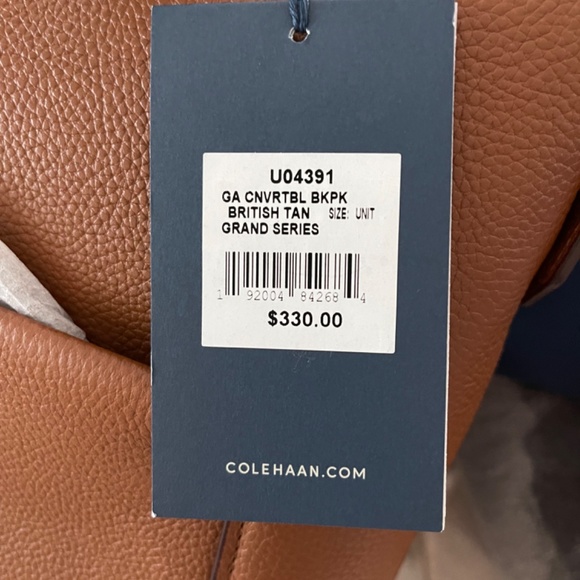 U04391
GA CNVRTBL BKPK
BRITISH TAN SIZE: UNIT
GRAND SERIES
1 92004 84268 4
$330.00
COLEHAAN.COM